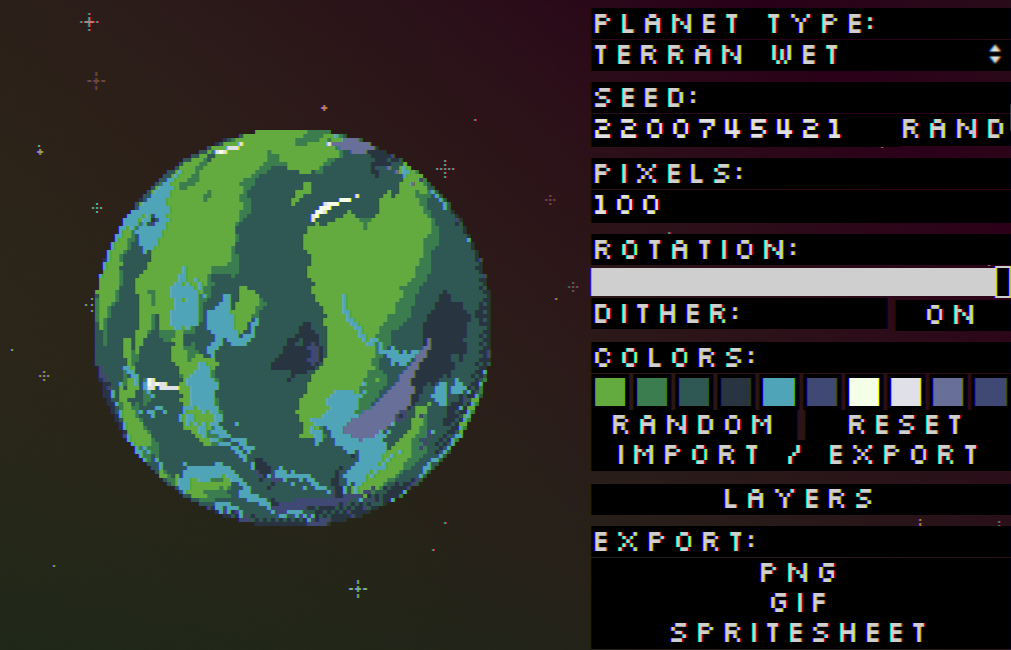 PLANET TYPE:
TERRAN WET
SEED:
2200745421 RAND
PIXELS:
100
ROTATION:
DITHER: ON
COLORS:
RANDOM RESET
IMPORT / EXPORT
LAYERS
EXPORT:
PNG
GIF
SPRITESHEET